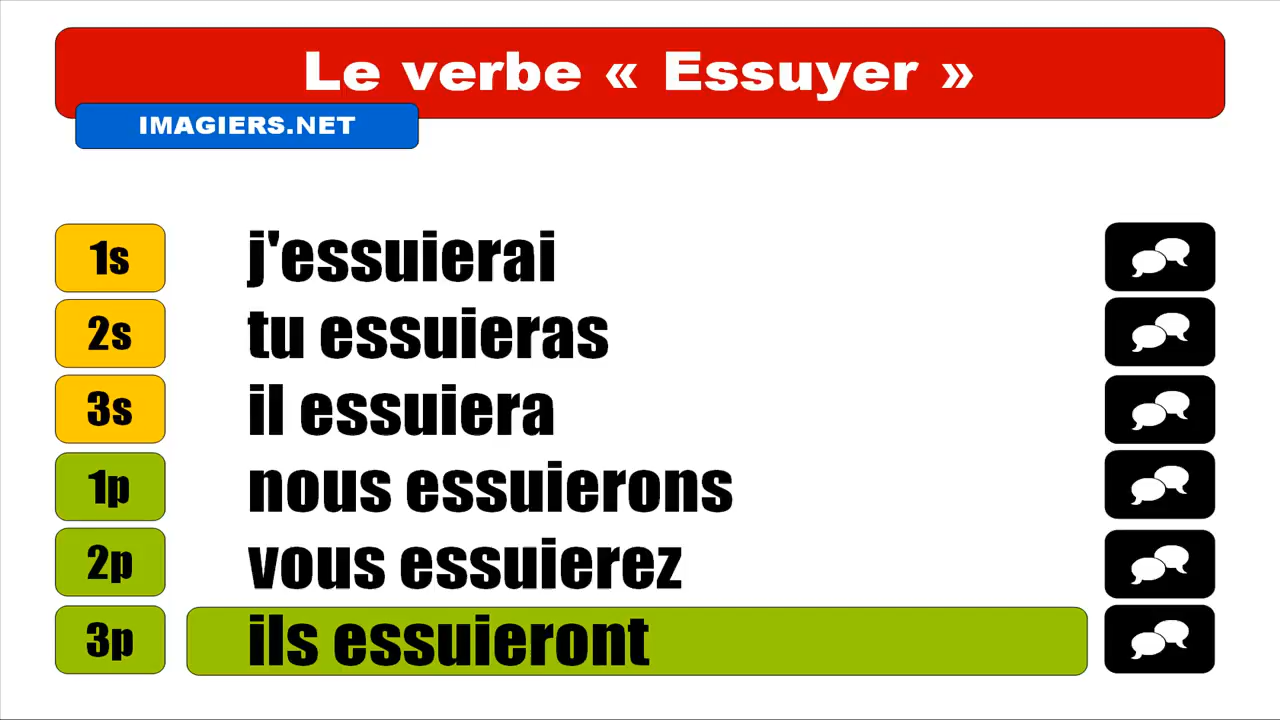 Le verbe « Essuyer »
IMAGIERS.NET
1s j'essuierai
2s tu essuieras
3s il essuiera
1p nous essuierons
2p vous essuierez
3p ils essuieront